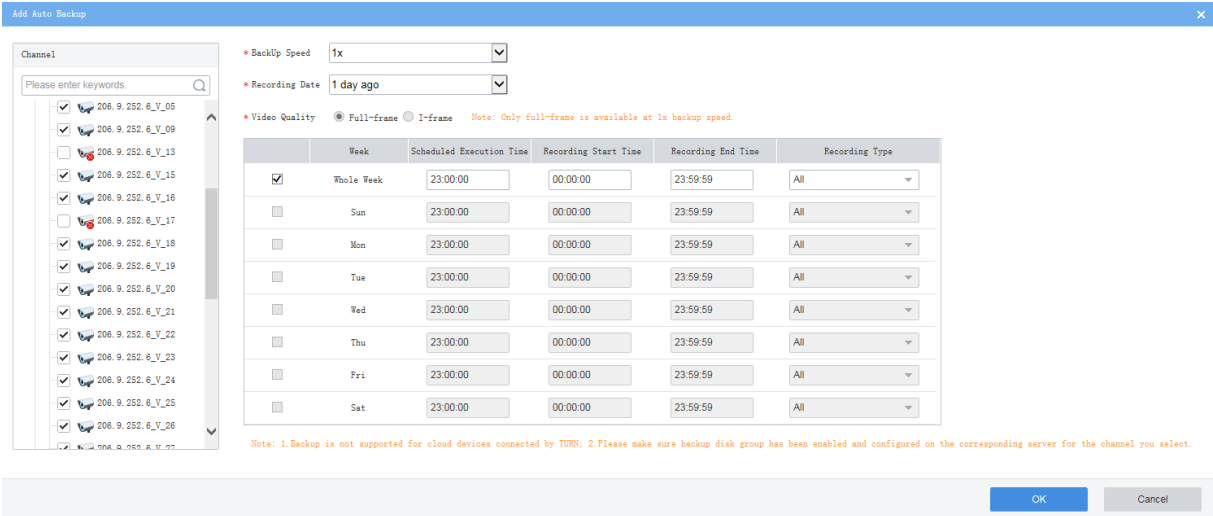 Add Auto Backup
Channel
Please enter keywords.
206.9.252.6_V_05
206.9.252.6_V_09
206.9.252.6_V_13
206.9.252.6_V_15
206.9.252.6_V_16
206.9.252.6_V_17
206.9.252.6_V_18
206.9.252.6_V_19
206.9.252.6_V_20
206.9.252.6_V_21
206.9.252.6_V_22
206.9.252.6_V_23
206.9.252.6_V_24
206.9.252.6_V_25
206.9.252.6_V_26
206.9.252.6_V_27
* BackUp Speed 1x
* Recording Date 1 day ago
* Video Quality Full-frame I-frame Note: Only full-frame is available at 1x backup speed.
Week Scheduled Execution Time Recording Start Time Recording End Time Recording Type
Whole Week 23:00:00 00:00:00 23:59:59 All
Sun 23:00:00 00:00:00 23:59:59 All
Mon 23:00:00 00:00:00 23:59:59 All
Tue 23:00:00 00:00:00 23:59:59 All
Wed 23:00:00 00:00:00 23:59:59 All
Thu 23:00:00 00:00:00 23:59:59 All
Fri 23:00:00 00:00:00 23:59:59 All
Sat 23:00:00 00:00:00 23:59:59 All
Note: 1.Backup is not supported for cloud devices connected by TURN; 2.Please make sure backup disk group has been enabled and configured on the corresponding server for the channel you select.
OK Cancel